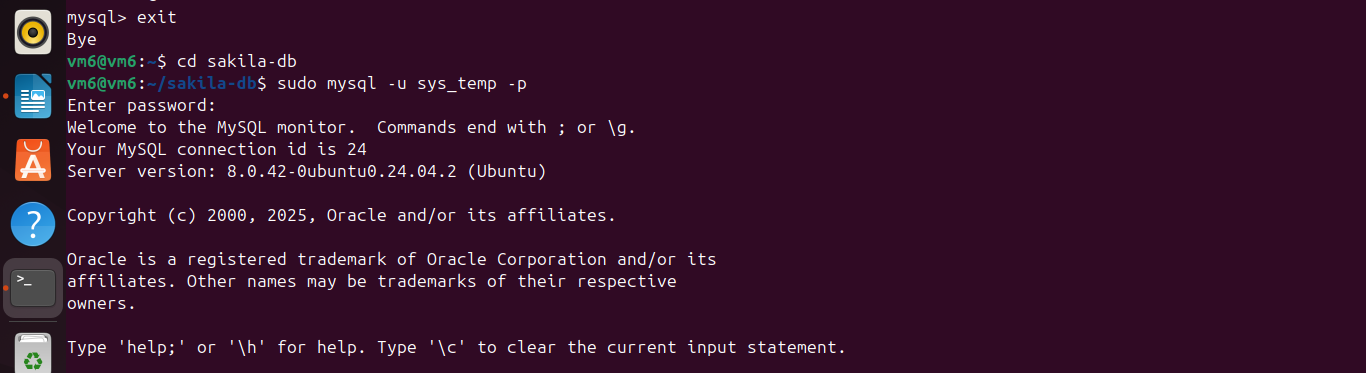 mysql> exit
Bye
vm6@vm6:~$ cd sakila-db
vm6@vm6:~/sakila-db$ sudo mysql -u sys_temp -p
Enter password:
Welcome to the MySQL monitor.  Commands end with ; or \g.
Your MySQL connection id is 24
Server version: 8.0.42-0ubuntu0.24.04.2 (Ubuntu)
Copyright (c) 2000, 2025, Oracle and/or its affiliates.
Oracle is a registered trademark of Oracle Corporation and/or its
affiliates. Other names may be trademarks of their respective
owners.
Type 'help;' or '\h' for help. Type '\c' to clear the current input statement.